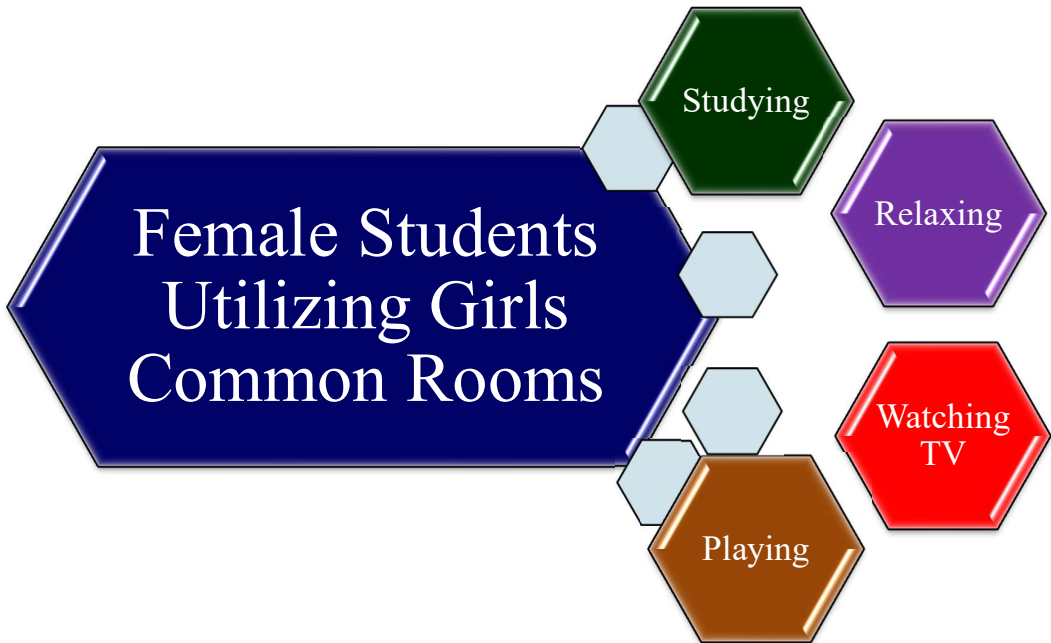 Female Students
Utilizing Girls
Common Rooms
Studying
Relaxing
Watching
TV
Playing